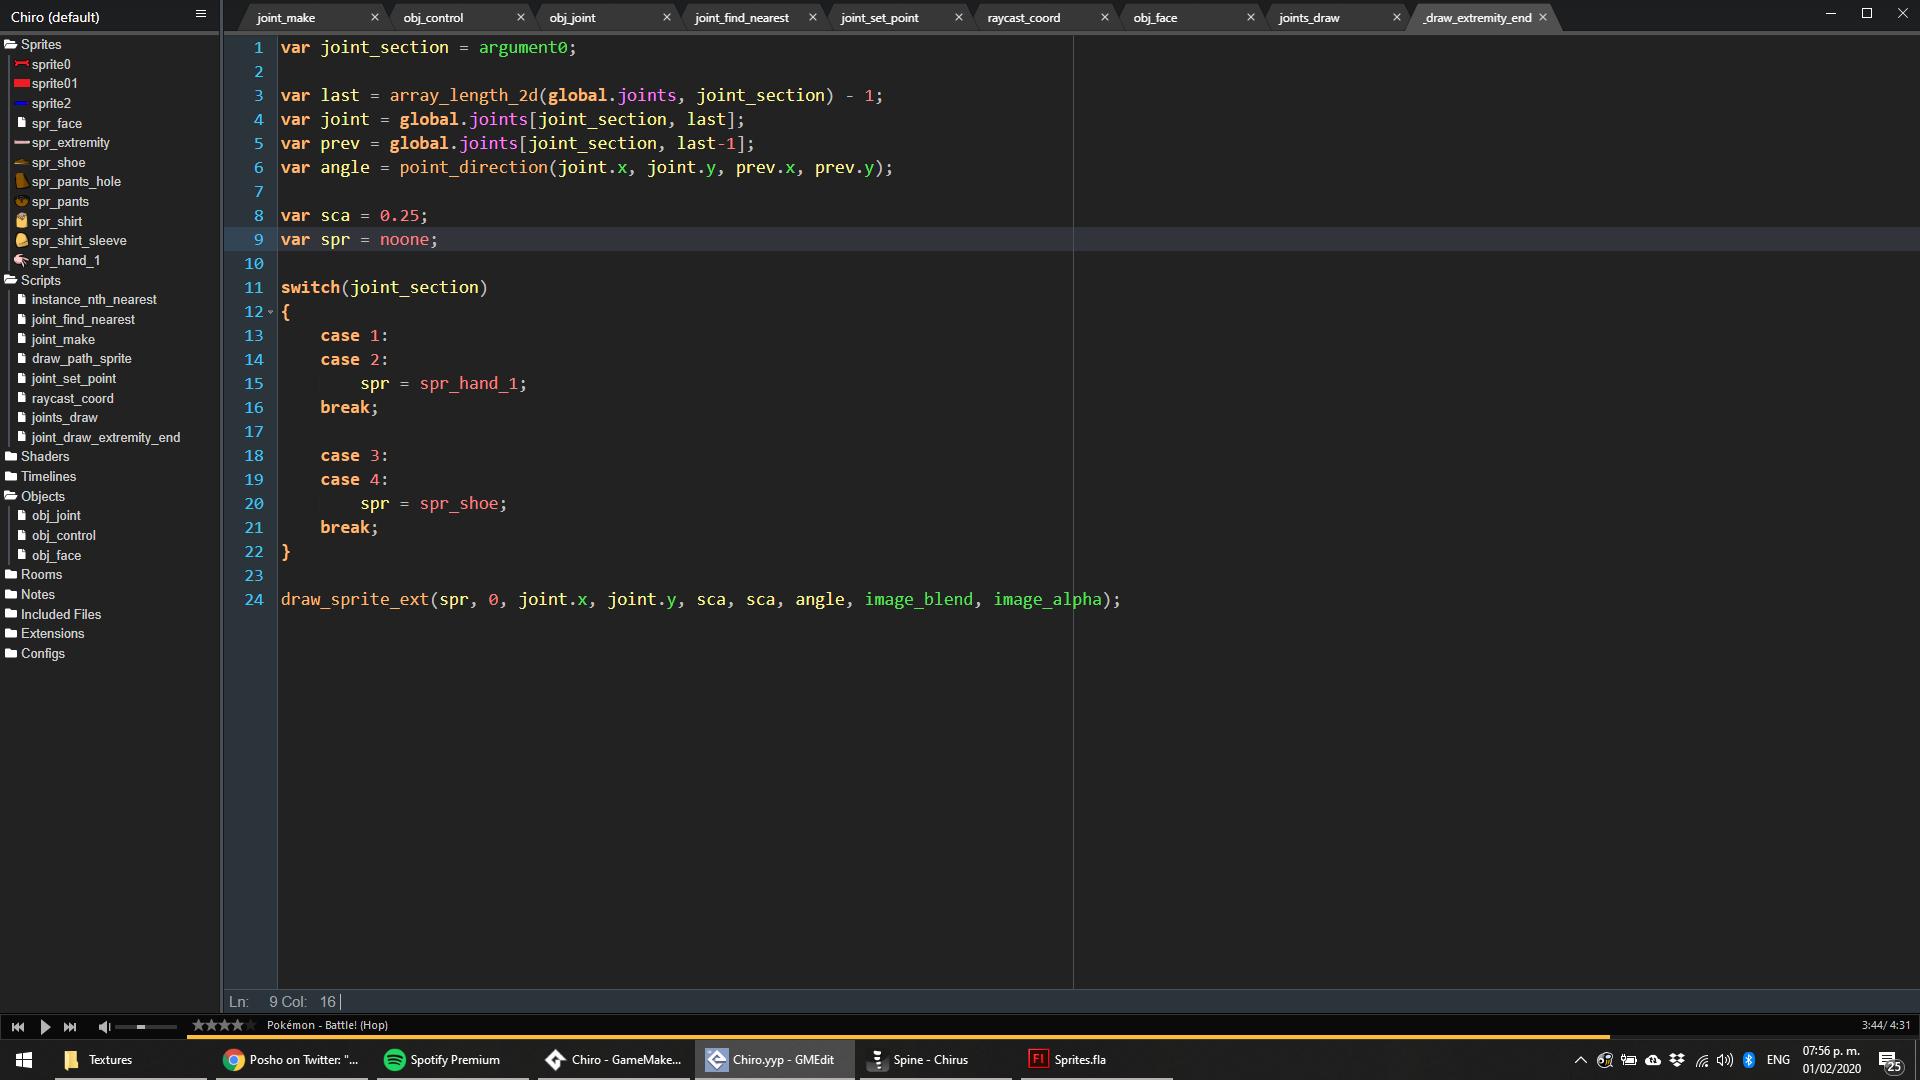 Chiro (default)
joint_make
obj_control
obj_joint
joint_find_nearest
joint_set_point
raycast_coord
obj_face
joints_draw
_draw_extremity_end
Sprites
sprite0
sprite01
sprite2
spr_face
spr_extremity
spr_shoe
spr_pants_hole
spr_pants
spr_shirt
spr_shirt_sleeve
spr_hand_1
Scripts
instance_nth_nearest
joint_find_nearest
joint_make
draw_path_sprite
joint_set_point
raycast_coord
joints_draw
joint_draw_extremity_end
Shaders
Timelines
Objects
obj_joint
obj_control
obj_face
Rooms
Notes
Included Files
Extensions
Configs
1 var joint_section = argument0;
2
3 var last = array_length_2d(global.joints, joint_section) - 1;
4 var joint = global.joints[joint_section, last];
5 var prev = global.joints[joint_section, last-1];
6 var angle = point_direction(joint.x, joint.y, prev.x, prev.y);
7
8 var sca = 0.25;
9 var spr = noone;
10
11 switch(joint_section)
12 {
13 case 1:
14 case 2:
15 spr = spr_hand_1;
16 break;
17
18 case 3:
19 case 4:
20 spr = spr_shoe;
21 break;
22 }
23
24 draw_sprite_ext(spr, 0, joint.x, joint.y, sca, sca, angle, image_blend, image_alpha);
Ln: 9 Col: 16
Pokémon - Battle! (Hop)
3:44/ 4:31
Textures
Posho on Twitter: "...
Spotify Premium
Chiro - GameMake...
Chiro.yyp - GMEdit
Spine - Chirus
Fl
Sprites.fla
ENG
07:56 p. m.
01/02/2020
25